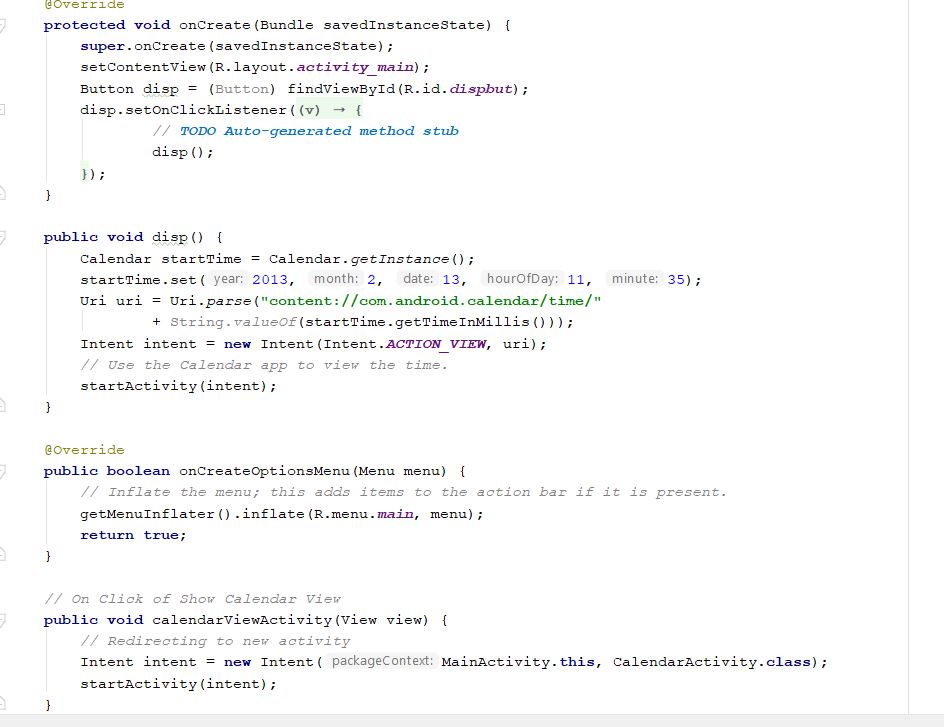 @Override
protected void onCreate(Bundle savedInstanceState) {
super.onCreate(savedInstanceState);
setContentView(R.layout.activity_main);
Button disp = (Button) findViewById(R.id.dispbut);
disp.setOnClickListener((v) → {
// TODO Auto-generated method stub
disp();
});
}
public void disp() {
Calendar startTime = Calendar.getInstance();
startTime.set( year: 2013, month: 2, date: 13, hourOfDay: 11, minute: 35);
Uri uri = Uri.parse("content://com.android.calendar/time/"
+ String.valueOf(startTime.getTimeInMillis()));
Intent intent = new Intent(Intent.ACTION_VIEW, uri);
// Use the Calendar app to view the time.
startActivity(intent);
}
@Override
public boolean onCreateOptionsMenu(Menu menu) {
// Inflate the menu; this adds items to the action bar if it is present.
getMenuInflater().inflate(R.menu.main, menu);
return true;
}
// On Click of Show Calendar View
public void calendarViewActivity(View view) {
// Redirecting to new activity
Intent intent = new Intent( packageContext: MainActivity.this, CalendarActivity.class);
startActivity(intent);
}